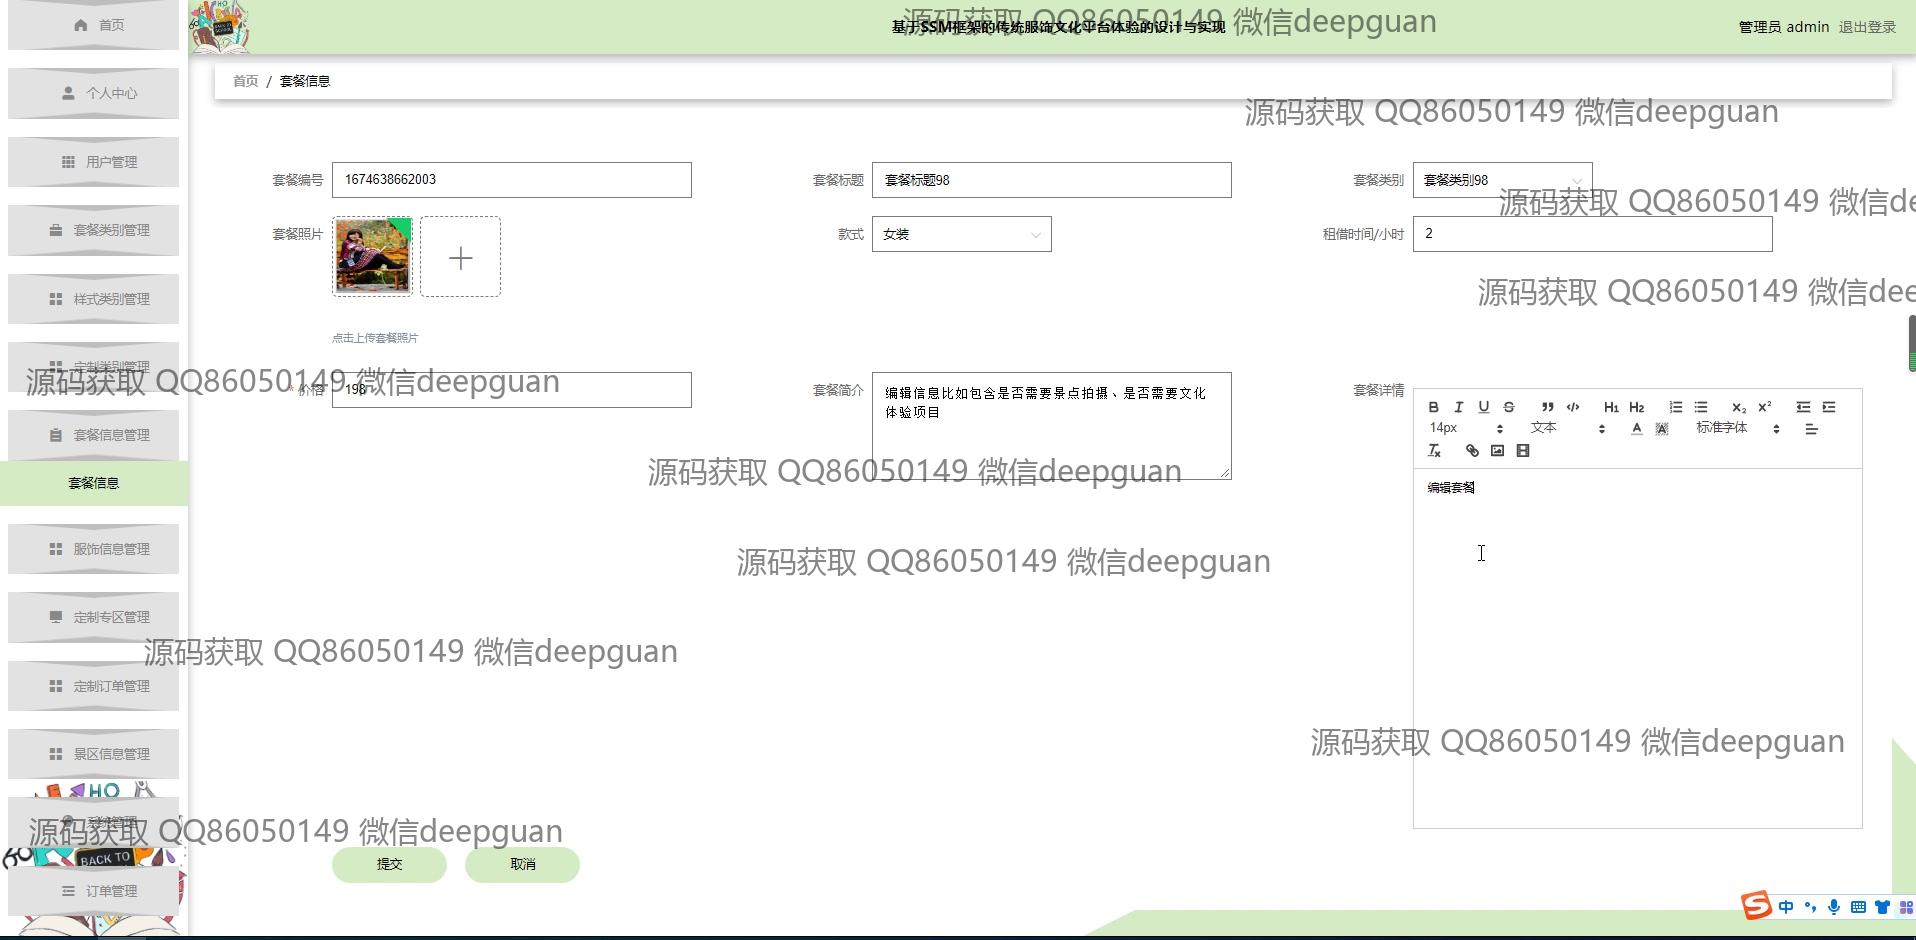 首页
基于SSM框架的传统服饰文化平台体验的设计与实现
源码获取 QQ86050149 微信deepguan
管理员 admin 退出登录
首页 / 套餐信息
个人中心
源码获取 QQ86050149 微信deepguan
用户管理
套餐编号 1674638662003
套餐标题 套餐标题98
套餐类别 套餐类别98
源码获取 QQ86050149 微信de
套餐类别管理
套餐照片
款式 女装
租借时间/小时 2
样式类别管理
源码获取 QQ86050149 微信dee
点击上传套餐照片
定制类别管理
源码获取 QQ86050149 微信deepguan
* 价格 198
套餐简介
编辑信息比如包含是否需要景点拍摄、是否需要文化
体验项目
套餐详情
B I U S ” </> H1 H2 x₂ x²
14px 文本 A A 标准字体
Tx
套餐信息管理
源码获取 QQ86050149 微信deepguan
套餐信息
编辑套餐
服饰信息管理
源码获取 QQ86050149 微信deepguan
定制专区管理
源码获取 QQ86050149 微信deepguan
定制订单管理
景区信息管理
源码获取 QQ86050149 微信deepguan
HO
系统管理
源码获取 QQ86050149 微信deepguan
BACK TO
提交 取消
订单管理
S 中